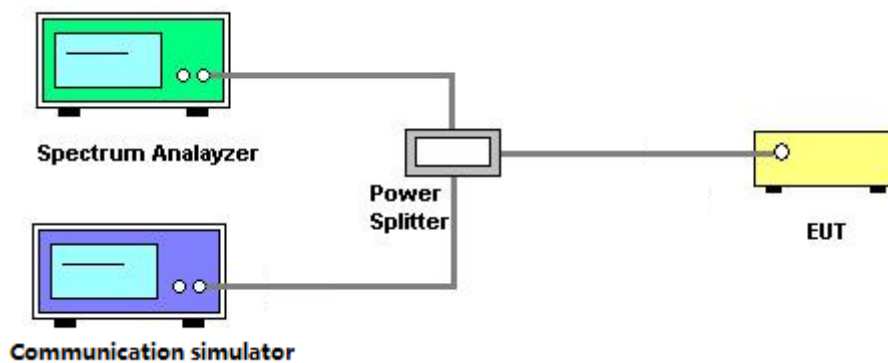 Spectrum Analayzer
Power
Splitter
EUT
Communication simulator